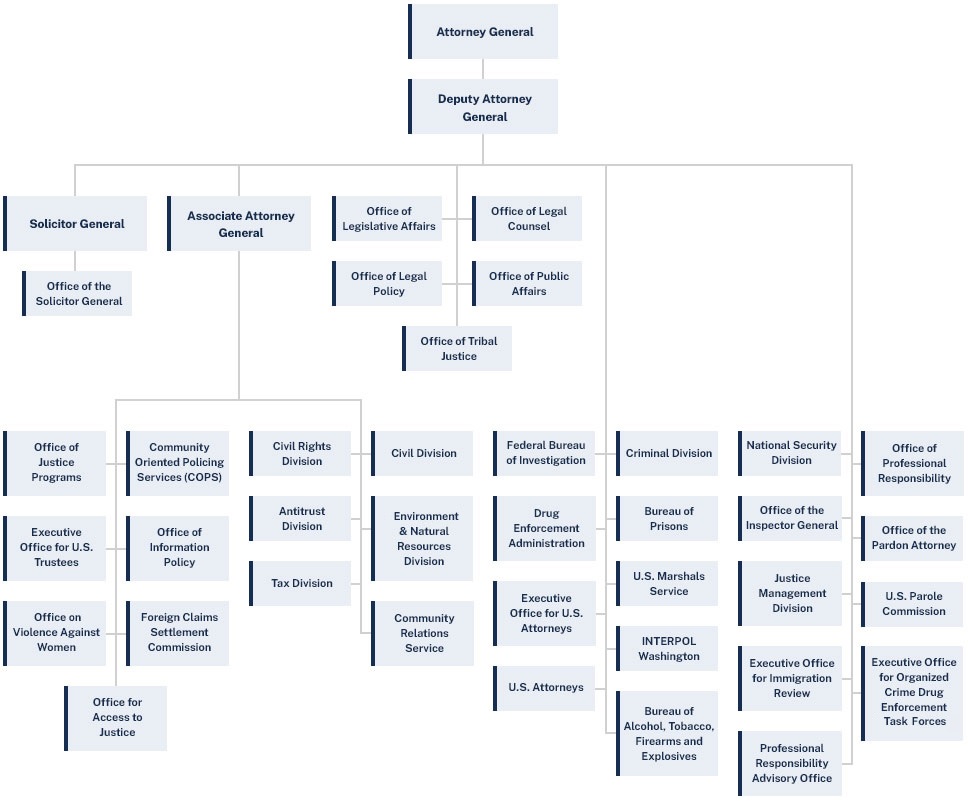 Attorney General
Deputy Attorney
General
Solicitor General
Associate Attorney
General
Office of
Legislative Affairs
Office of Legal
Counsel
Office of the
Solicitor General
Office of Legal
Policy
Office of Public
Affairs
Office of Tribal
Justice
Office of
Justice
Programs
Community
Oriented Policing
Services (COPS)
Executive
Office for U.S.
Trustees
Office of
Information
Policy
Office on
Violence Against
Women
Foreign Claims
Settlement
Commission
Office for
Access to
Justice
Civil Rights
Division
Civil Division
Antitrust
Division
Environment
& Natural
Resources
Division
Tax Division
Community
Relations
Service
Federal Bureau
of Investigation
Criminal Division
Drug
Enforcement
Administration
Bureau of
Prisons
Executive
Office for U.S.
Attorneys
U.S. Marshals
Service
U.S. Attorneys
INTERPOL
Washington
Bureau of
Alcohol, Tobacco,
Firearms and
Explosives
National Security
Division
Office of
Professional
Responsibility
Office of the
Inspector General
Office of the
Pardon Attorney
Justice
Management
Division
U.S. Parole
Commission
Executive Office
for Immigration
Review
Executive Office
for Organized
Crime Drug
Enforcement
Task Forces
Professional
Responsibility
Advisory Office